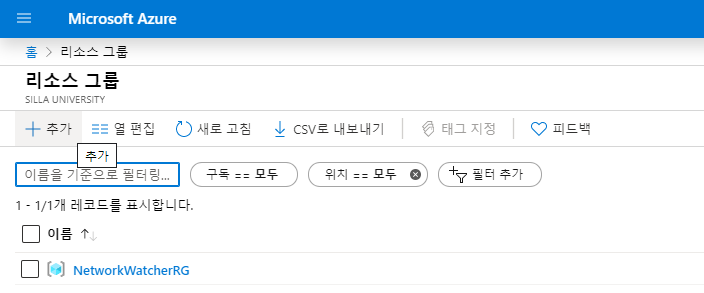 Microsoft Azure
홈 > 리소스 그룹
리소스 그룹
SILLA UNIVERSITY
추가 열 편집 새로 고침 CSV로 내보내기 태그 지정 피드백
추가
이름을 기준으로 필터링... 구독 == 모두 위치 == 모두 필터 추가
1 - 1/1개 레코드를 표시합니다.
이름 ↑↓
NetworkWatcherRG